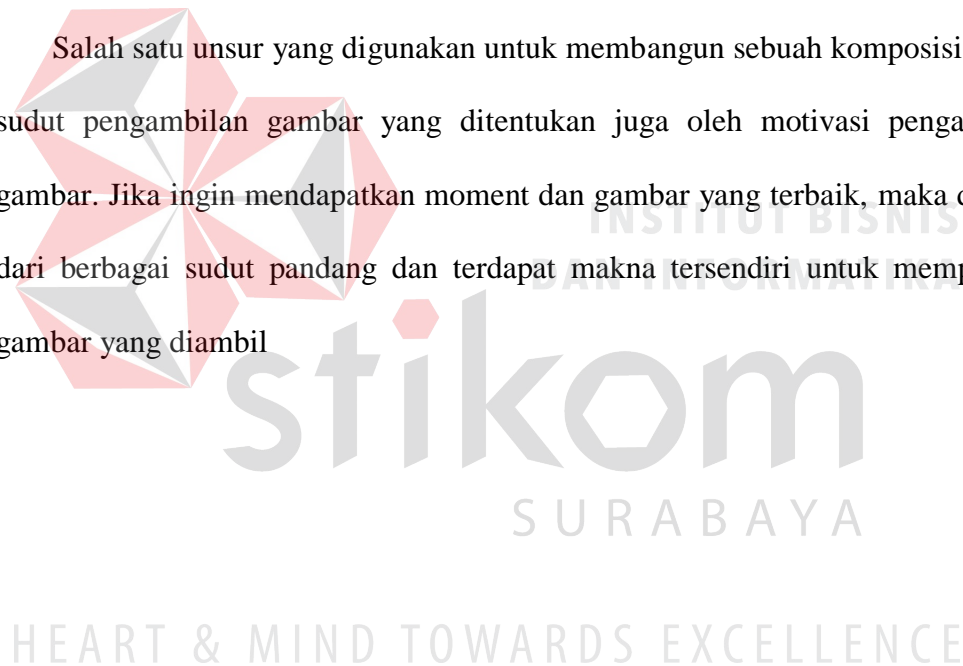 Salah satu unsur yang digunakan untuk membangun sebuah komposisi
sudut pengambilan gambar yang ditentukan juga oleh motivasi
gambar. Jika ingin mendapatkan moment dan gambar yang terbaik, maka
INSTITUT BISNIS
dari berbagai sudut pandang dan terdapat makna tersendiri untuk
DAN INFORMATIKA
gambar yang diambil
stikom
SURABAYA
HEART & MIND TOWARDS EXCELLENCE